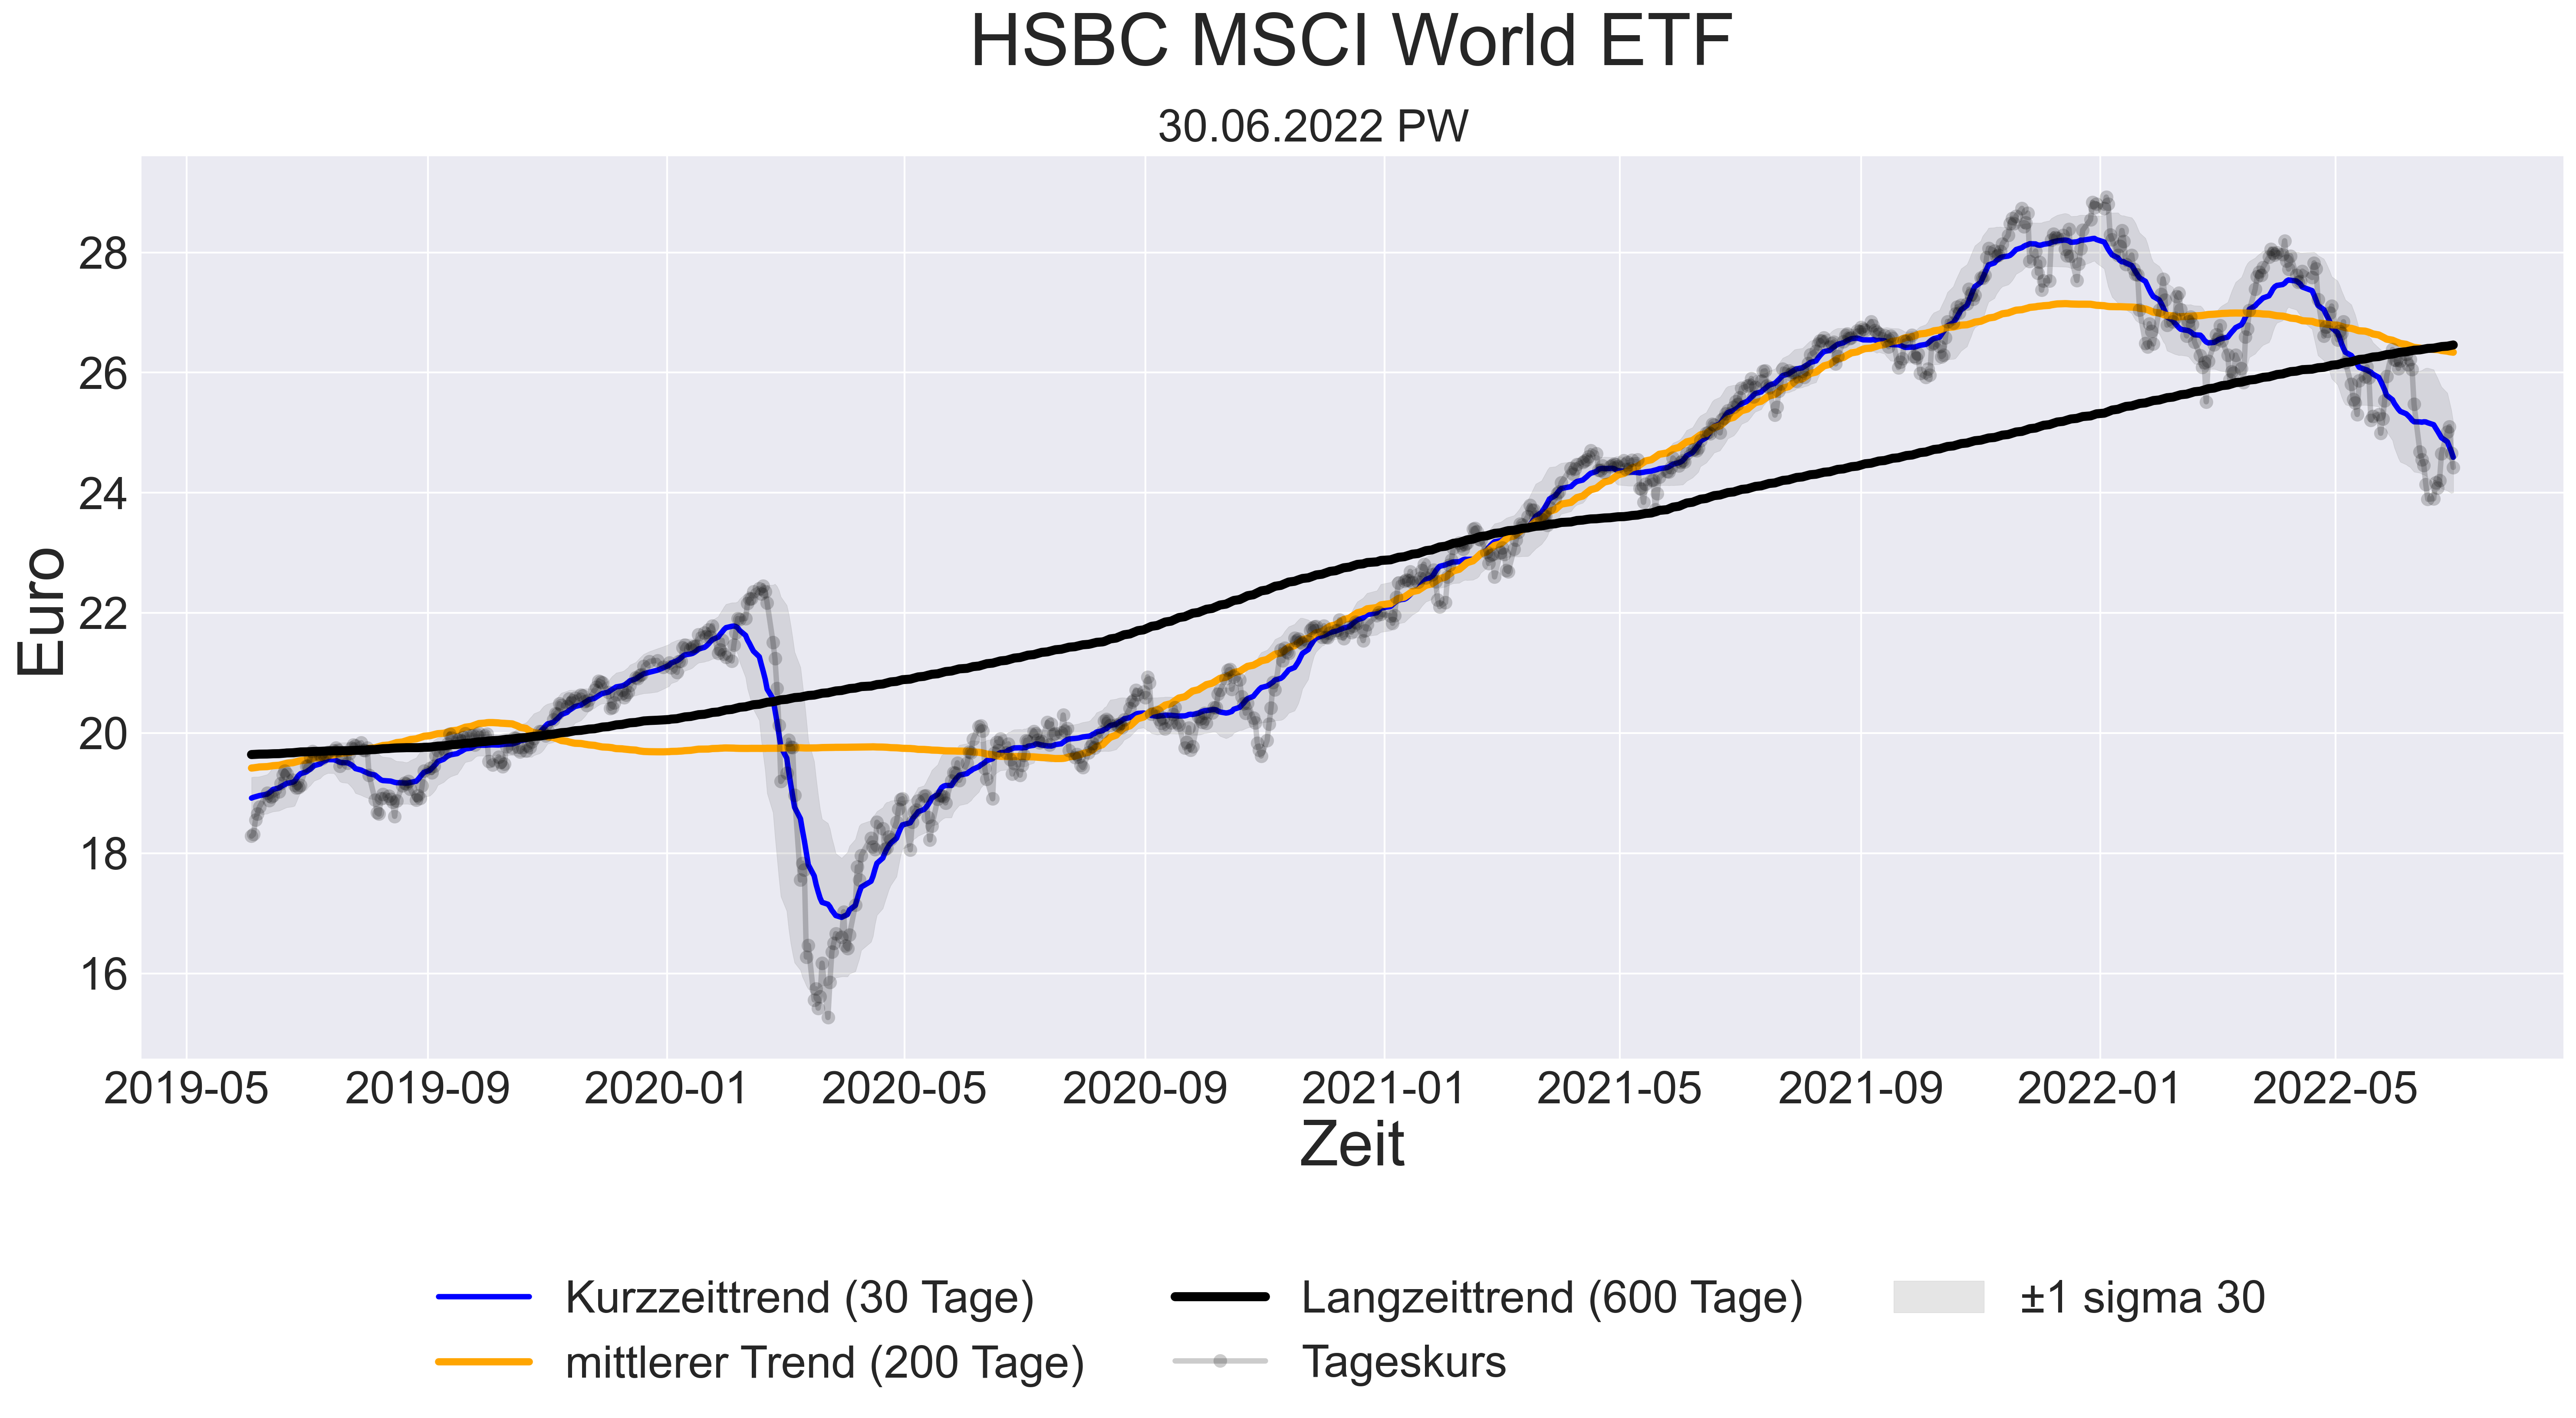 HSBC MSCI World ETF
30.06.2022 PW
Euro
28
26
24
22
20
18
16
2019-05 2019-09 2020-01 2020-05 2020-09 2021-01 2021-05 2021-09 2022-01 2022-05
Zeit
Kurzzeittrend (30 Tage) Langzeittrend (600 Tage) ±1 sigma 30
mittlerer Trend (200 Tage) Tageskurs